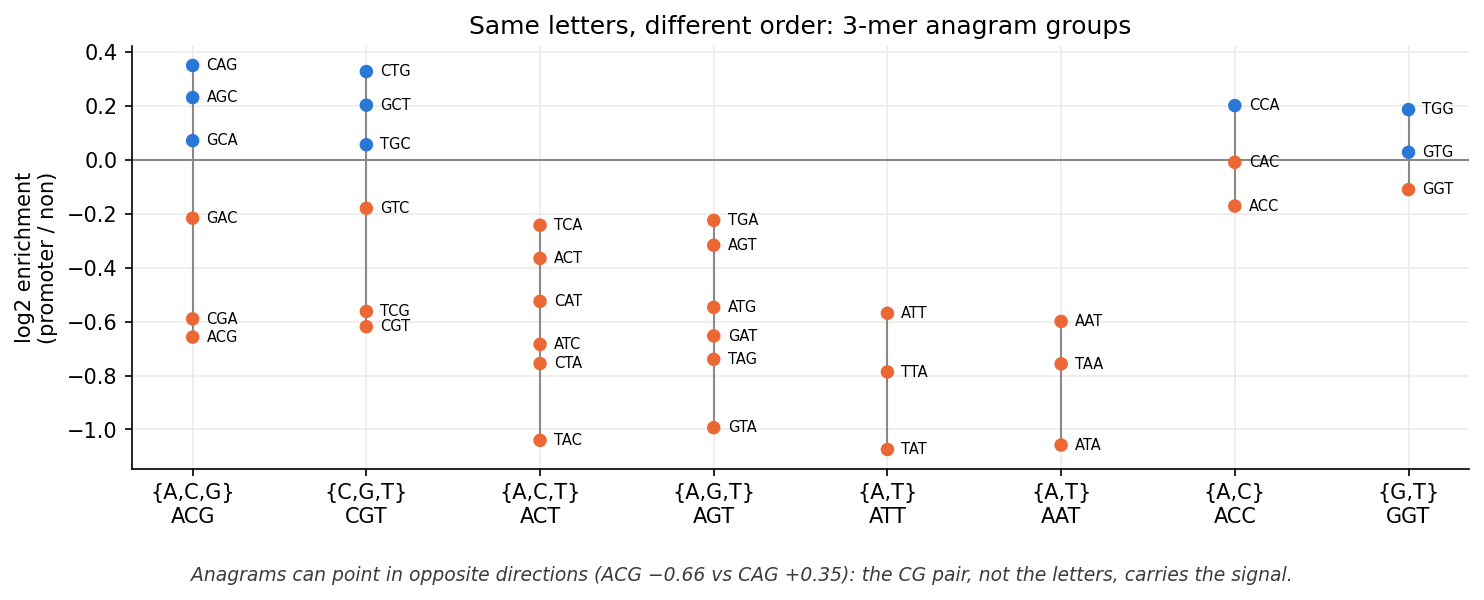 Same letters, different order: 3-mer anagram groups
log2 enrichment
(promoter / non)
0.4
0.2
0.0
−0.2
−0.4
−0.6
−0.8
−1.0
CAG
AGC
GCA
GAC
CGA
ACG
CTG
GCT
TGC
GTC
TCG
CGT
TCA
ACT
CAT
ATC
CTA
TAC
TGA
AGT
ATG
GAT
TAG
GTA
ATT
TTA
TAT
AAT
TAA
ATA
CCA
CAC
ACC
TGG
GTG
GGT
{A,C,G}
ACG
{C,G,T}
CGT
{A,C,T}
ACT
{A,G,T}
AGT
{A,T}
ATT
{A,T}
AAT
{A,C}
ACC
{G,T}
GGT
Anagrams can point in opposite directions (ACG −0.66 vs CAG +0.35): the CG pair, not the letters, carries the signal.